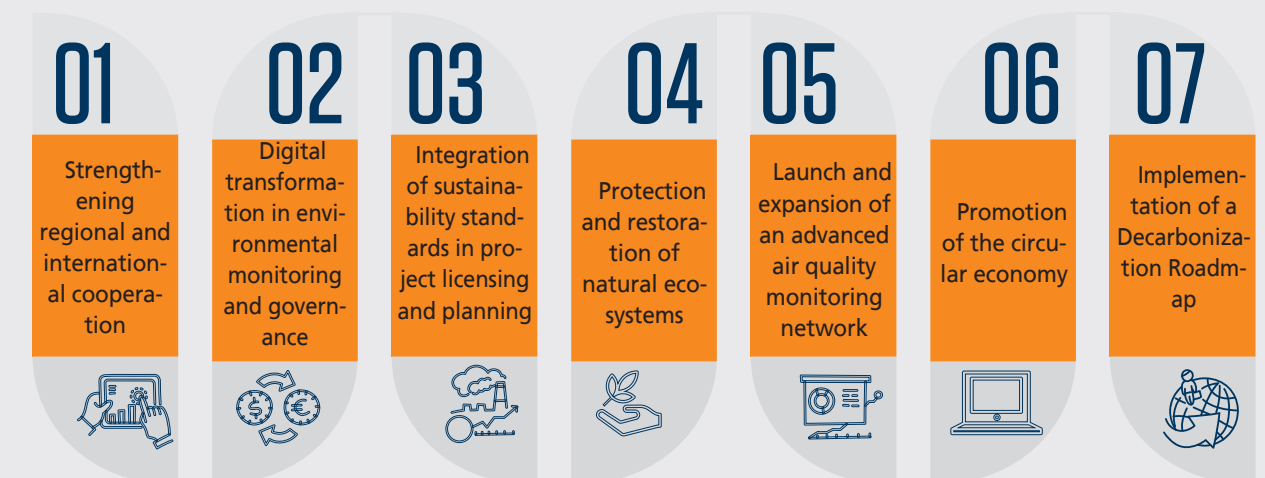 01
Strength-
ening
regional and
internation-
al coopera-
tion
02
Digital
transforma-
tion in envi-
ronmental
monitoring
and govern-
ance
03
Integration
of sustaina-
bility stand-
ards in pro-
ject licensing
and planning
04
Protection
and restora-
tion of
natural eco-
systems
05
Launch and
expansion of
an advanced
air quality
monitoring
network
06
Promotion
of the circu-
lar economy
07
Implemen-
tation of a
Decarboniza-
tion Roadm-
ap
$
€